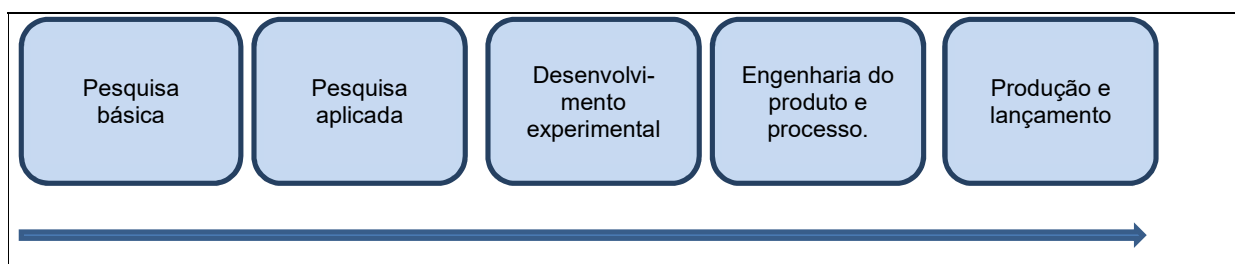 Pesquisa
básica
Pesquisa
aplicada
Desenvolvi-
mento
experimental
Engenharia do
produto e
processo.
Produção e
lançamento